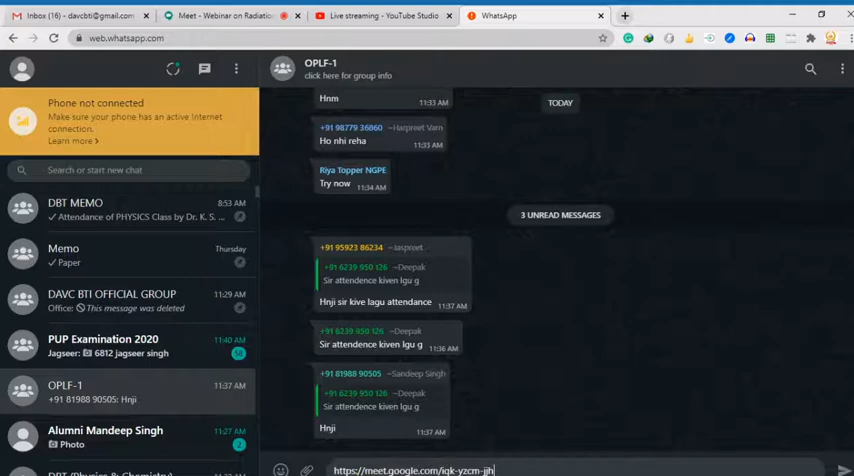 Inbox (16) - davcbti@gmail.com
Meet - Webinar on Radiation
Live streaming - YouTube Studio
WhatsApp
web.whatsapp.com
Phone not connected
Make sure your phone has an active Internet
connection.
Learn more
Search or start new chat
DBT MEMO
8:53 AM
Attendance of PHYSICS Class by Dr. K. S. ...
Memo
Thursday
Paper
DAVC BTI OFFICIAL GROUP
11:29 AM
Office: This message was deleted
PUP Examination 2020
11:40 AM
Jagseer: 6812 jagseer singh
58
OPLF-1
11:37 AM
+91 81988 90505: Hnji
Alumni Mandeep Singh
11:27 AM
Photo
2
DBT (Physics & Chemistry)
OPLF-1
click here for group info
Hnm
11:33 AM
TODAY
+91 98779 36860 ~Harpreet Varn
Ho nhi reha
11:33 AM
Riya Topper NGPE
Try now
11:34 AM
3 UNREAD MESSAGES
+91 95923 86234 ~Jaspreet
+91 6239 950 126 ~Deepak
Sir attendence kiven lgu g
Hnji sir kive lagu attendance
11:37 AM
+91 6239 950 126 ~Deepak
Sir attendence kiven lgu g
11:36 AM
+91 81988 90505 ~Sandeep Singh
+91 6239 950 126 ~Deepak
Sir attendence kiven lgu g
Hnji
11:37 AM
https://meet.google.com/iqk-yzcm-jjh